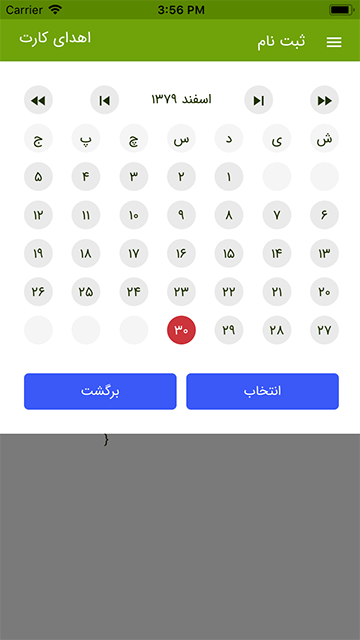 Carrier 3:56 PM
ثبت نام اهدای کارت
اسفند ۱۳۷۹
ش ی د س چ پ ج
۱ ۲ ۳ ۴ ۵
۶ ۷ ۸ ۹ ۱۰ ۱۱ ۱۲
۱۳ ۱۴ ۱۵ ۱۶ ۱۷ ۱۸ ۱۹
۲۰ ۲۱ ۲۲ ۲۳ ۲۴ ۲۵ ۲۶
۲۷ ۲۸ ۲۹ ۳۰
انتخاب برگشت
}